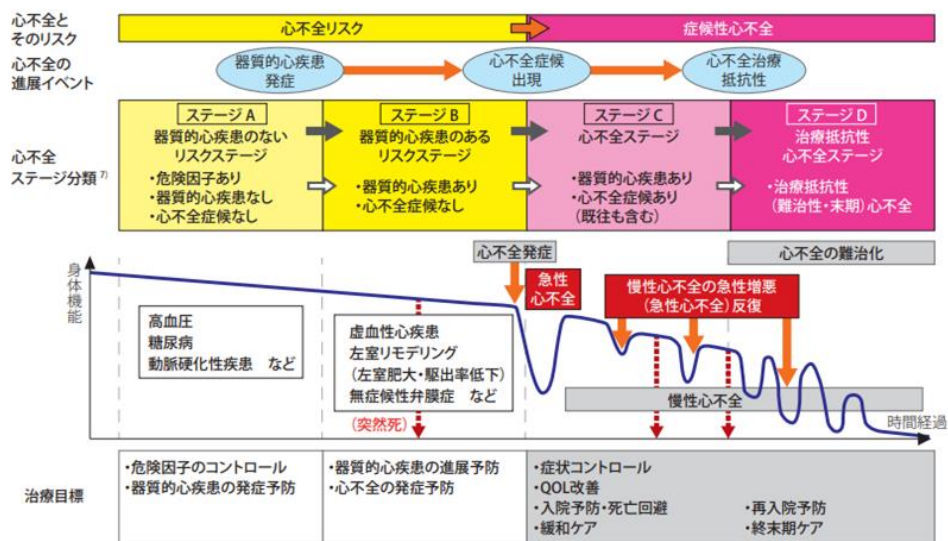 心不全と
そのリスク
心不全リスク
症候性心不全
心不全の
進展イベント
器質的心疾患
発症
心不全症候
出現
心不全治療
抵抗性
心不全
ステージ分類 7)
ステージ A
器質的心疾患のない
リスクステージ
・危険因子あり
・器質的心疾患なし
・心不全症候なし
ステージ B
器質的心疾患のある
リスクステージ
・器質的心疾患あり
・心不全症候なし
ステージ C
心不全ステージ
・器質的心疾患あり
・心不全症候あり
(既往も含む)
ステージ D
治療抵抗性
心不全ステージ
・治療抵抗性
(難治性・末期)心不全
身体機能
心不全発症
心不全の難治化
急性
心不全
慢性心不全の急性増悪
(急性心不全)反復
高血圧
糖尿病
動脈硬化性疾患 など
虚血性心疾患
左室リモデリング
(左室肥大・駆出率低下)
無症候性弁膜症 など
(突然死)
慢性心不全
時間経過
治療目標
・危険因子のコントロール
・器質的心疾患の発症予防
・器質的心疾患の進展予防
・心不全の発症予防
・症状コントロール
・QOL改善
・入院予防・死亡回避
・緩和ケア
・再入院予防
・終末期ケア